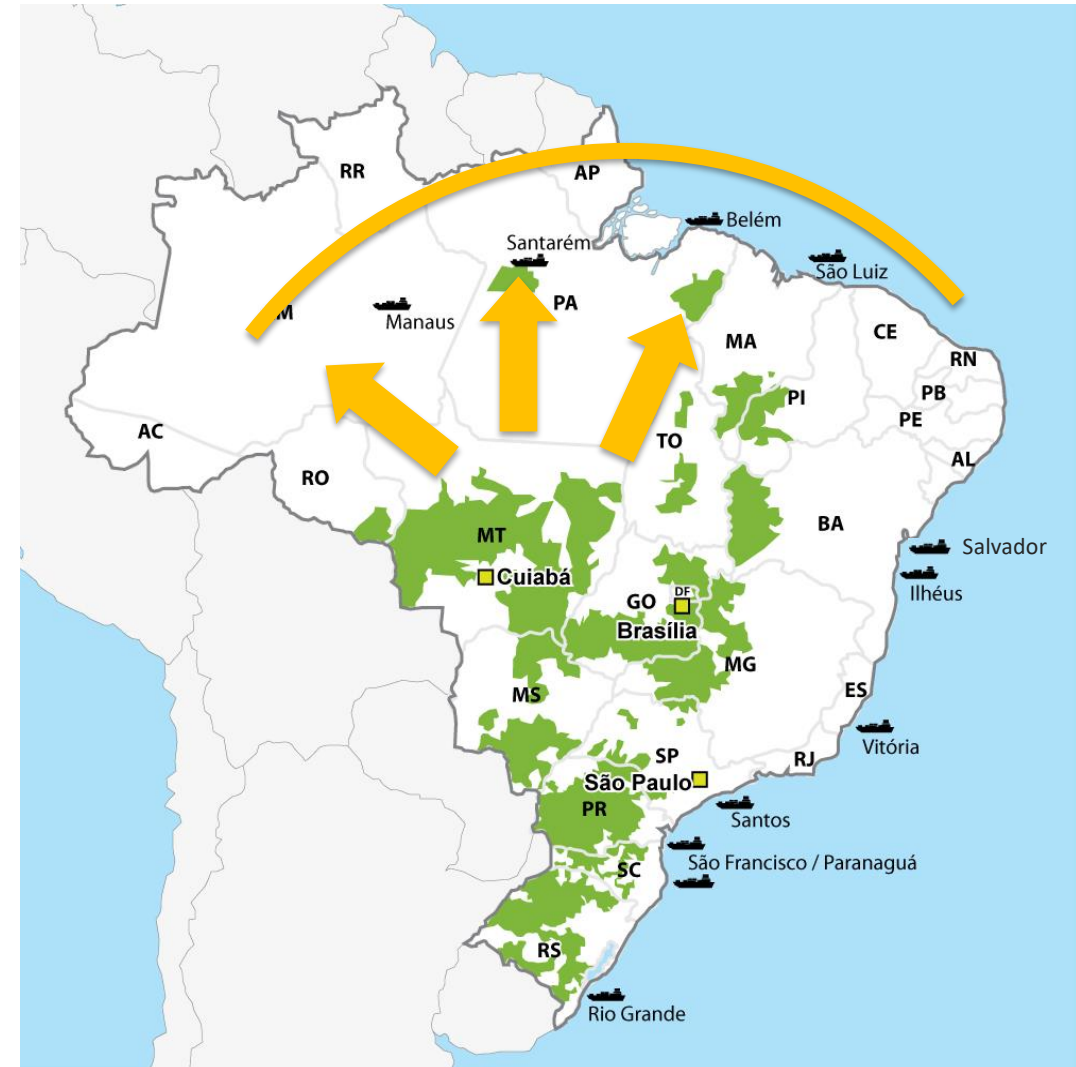 RR
AP
Belém
Santarém
São Luiz
PA
M
Manaus
CE
MA
RN
PB
PI
PE
AC
TO
AL
RO
BA
MT
Salvador
Cuiabá
Ilhéus
DF
GO
Brasília
MG
MS
ES
Vitória
SP
RJ
São Paulo
PR
Santos
São Francisco / Paranaguá
SC
RS
Rio Grande